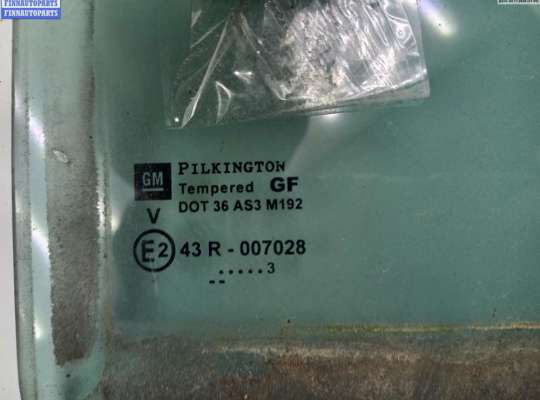 FINNAUTOPARTS
FINNAUTOPARTS
GM PILKINGTON
Tempered GF
V DOT 36 AS3 M192
E2 43 R - 007028
.....3
--